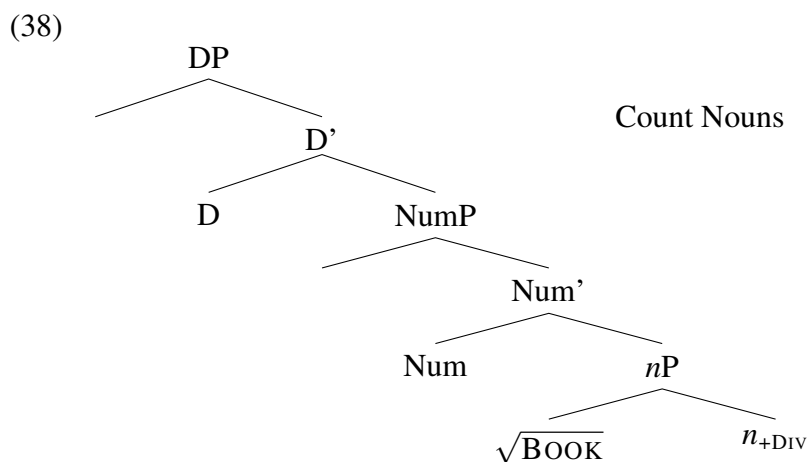 (38)
DP
Count Nouns
D’
D
NumP
Num’
Num
nP
√BOOK
n+DIV